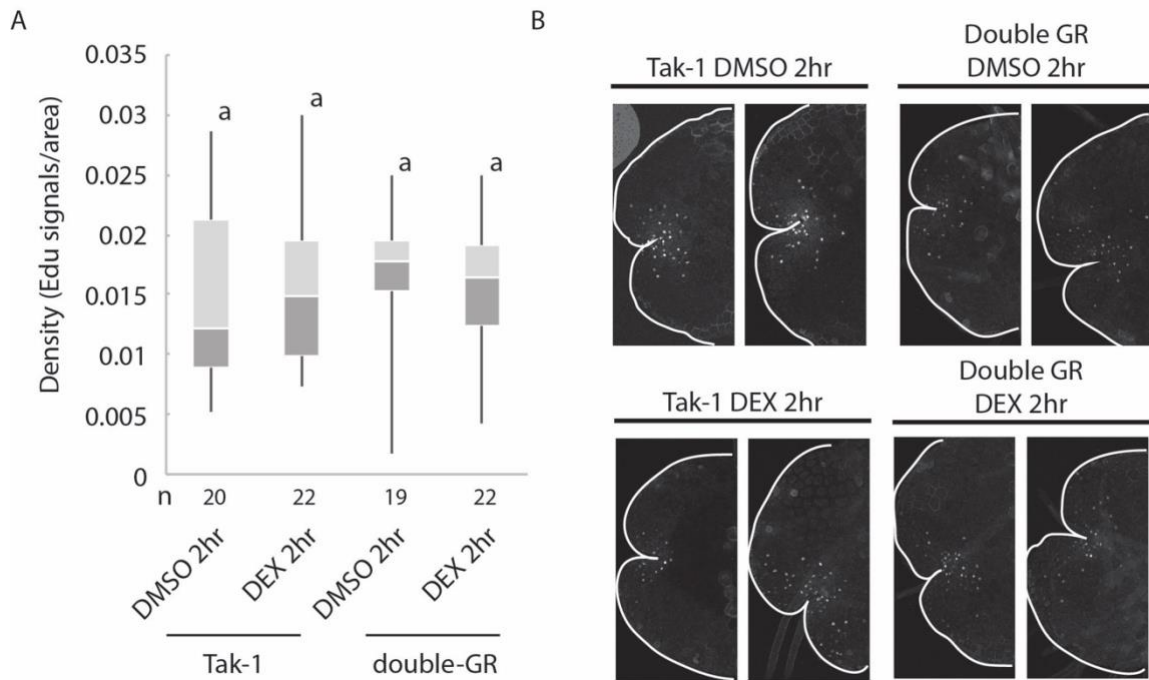 A
Density (Edu signals/area)
0.035
0.03
0.025
0.02
0.015
0.01
0.005
0
a
a
a
a
n 20 22 19 22
DMSO 2hr
DEX 2hr
DMSO 2hr
DEX 2hr
Tak-1
double-GR
B
Tak-1 DMSO 2hr
Double GR
DMSO 2hr
Tak-1 DEX 2hr
Double GR
DEX 2hr